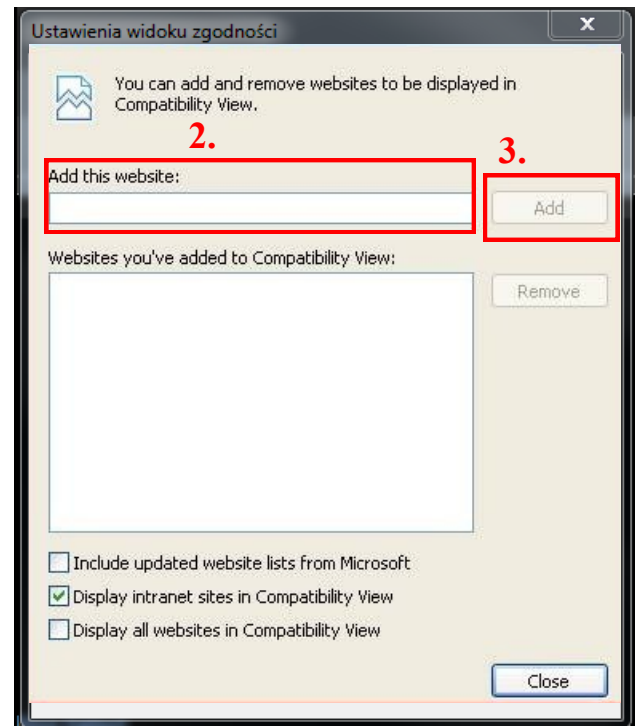 Ustawienia widoku zgodności
x
You can add and remove websites to be displayed in
Compatibility View.
2.
3.
Add this website:
Add
Websites you've added to Compatibility View:
Remove
Include updated website lists from Microsoft
Display intranet sites in Compatibility View
Display all websites in Compatibility View
Close